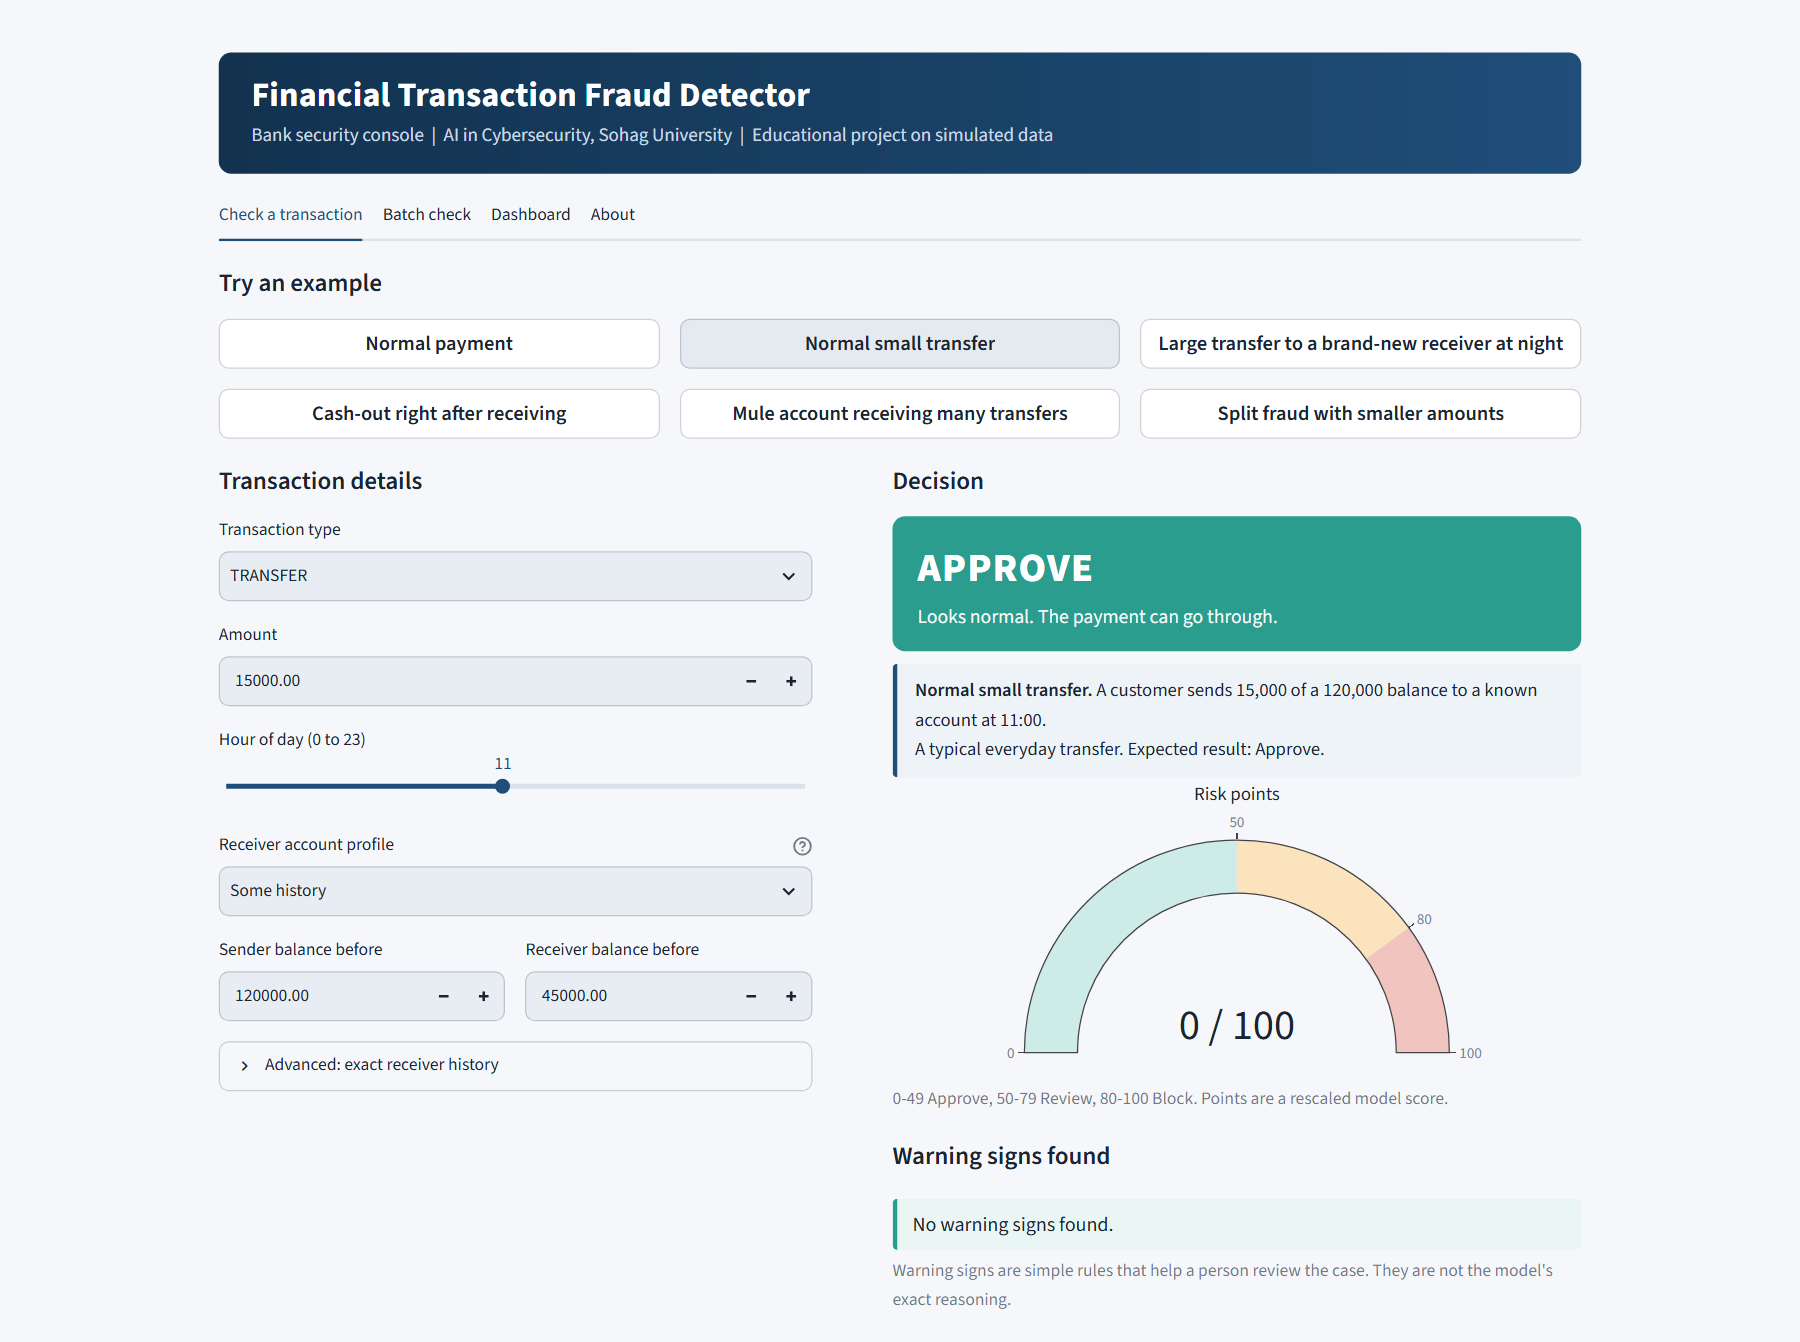 Financial Transaction Fraud Detector
Bank security console | AI in Cybersecurity, Sohag University | Educational project on simulated data
Check a transaction
Batch check
Dashboard
About
Try an example
Normal payment
Normal small transfer
Large transfer to a brand-new receiver at night
Cash-out right after receiving
Mule account receiving many transfers
Split fraud with smaller amounts
Transaction details
Transaction type
TRANSFER
Amount
15000.00
Hour of day (0 to 23)
11
Receiver account profile
Some history
Sender balance before
Receiver balance before
120000.00
45000.00
Advanced: exact receiver history
Decision
APPROVE
Looks normal. The payment can go through.
Normal small transfer. A customer sends 15,000 of a 120,000 balance to a known
account at 11:00.
A typical everyday transfer. Expected result: Approve.
Risk points
50
80
0 / 100
0
100
0-49 Approve, 50-79 Review, 80-100 Block. Points are a rescaled model score.
Warning signs found
No warning signs found.
Warning signs are simple rules that help a person review the case. They are not the model's
exact reasoning.